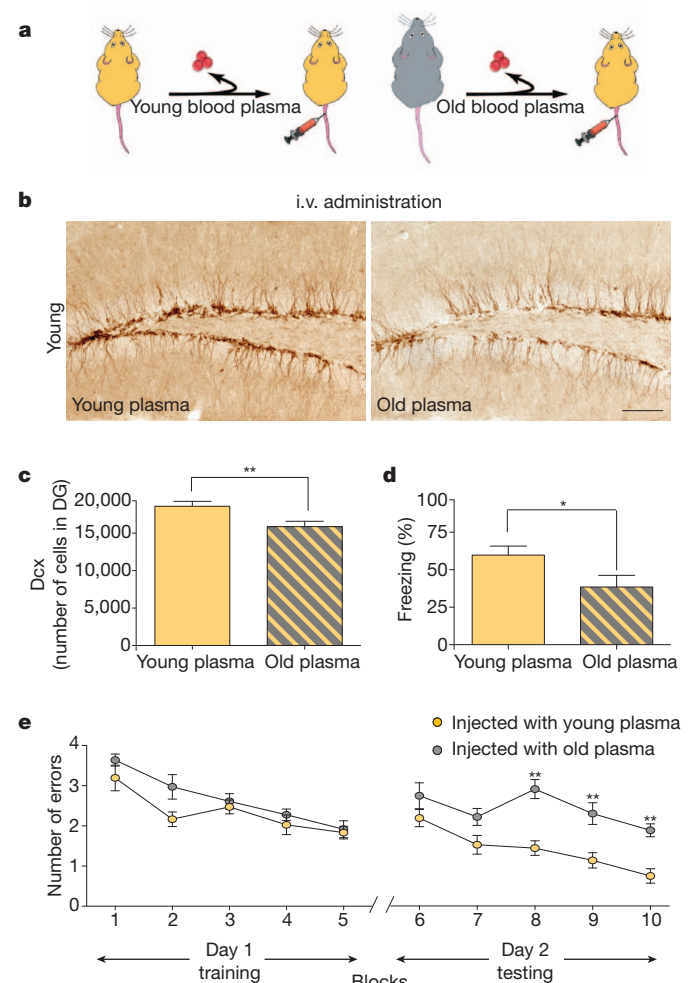 a
Young blood plasma
Old blood plasma
b
i.v. administration
Young
Young plasma
Old plasma
c
**
Dcx
(number of cells in DG)
20,000
15,000
10,000
5,000
0
Young plasma Old plasma
d
*
Freezing (%)
100
75
50
25
0
Young plasma Old plasma
e
Injected with young plasma
Injected with old plasma
Number of errors
4
3
2
1
0
** ** **
1 2 3 4 5 6 7 8 9 10
Day 1
training
Day 2
testing
Blocks